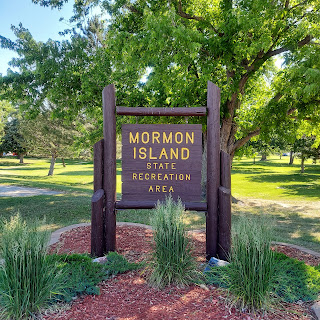 MORMON
ISLAND
STATE
RECREATION
AREA